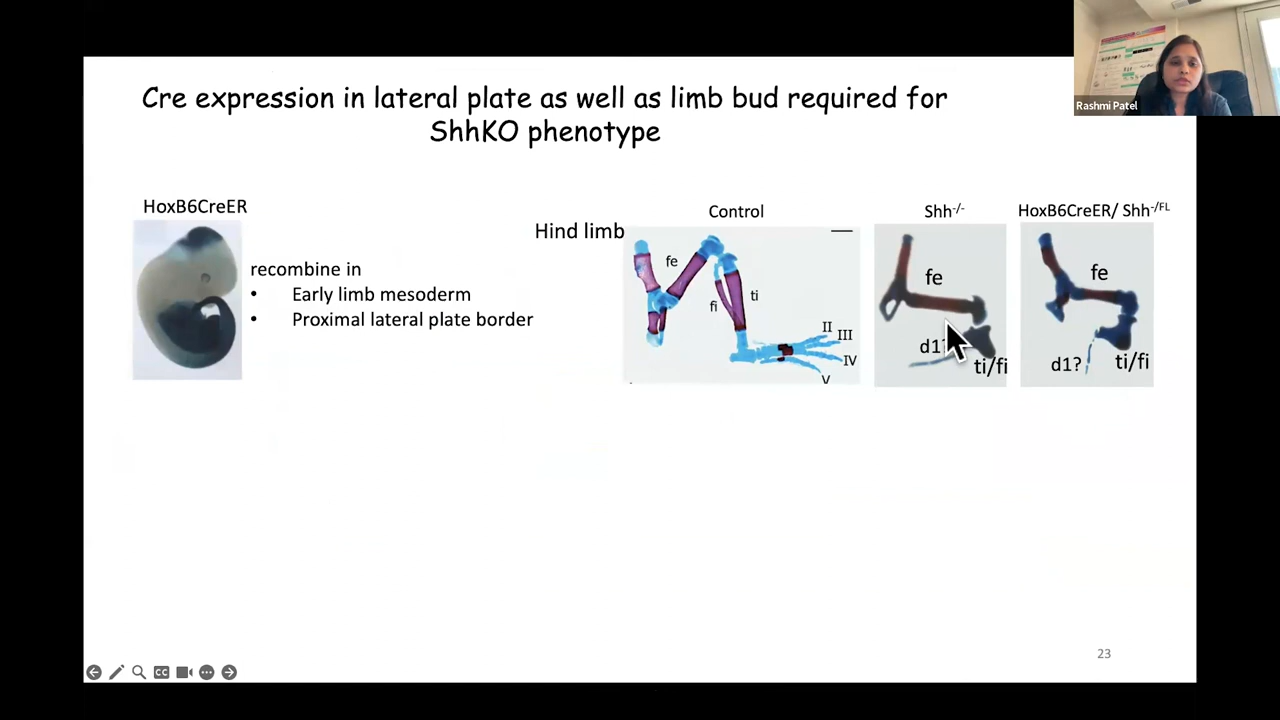 Cre expression in lateral plate as well as limb bud required for
ShhKO phenotype
Rashmi Patel
HoxB6CreER
recombine in
• Early limb mesoderm
• Proximal lateral plate border
Hind limb
Control
fe
fi
ti
II
III
IV
V
Shh-/-
fe
d1?
ti/fi
HoxB6CreER/ Shh-/FL
fe
d1?
ti/fi
23
CC